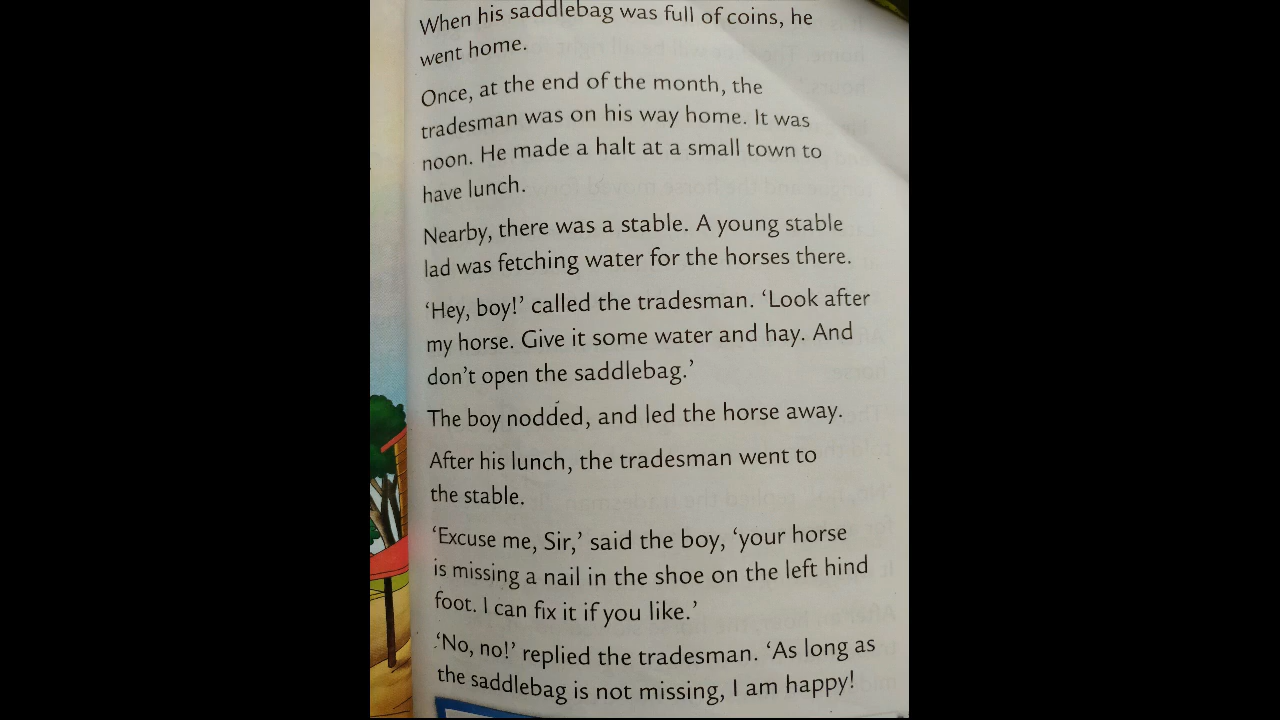 When his saddlebag was full of coins, he
went home.
Once, at the end of the month, the
tradesman was on his way home. It was
noon. He made a halt at a small town to
have lunch.
Nearby, there was a stable. A young stable
lad was fetching water for the horses there.
‘Hey, boy!’ called the tradesman. ‘Look after
my horse. Give it some water and hay. And
don’t open the saddlebag.’
The boy nodded, and led the horse away.
After his lunch, the tradesman went to
the stable.
‘Excuse me, Sir,’ said the boy, ‘your horse
is missing a nail in the shoe on the left hind
foot. I can fix it if you like.’
‘No, no!’ replied the tradesman. ‘As long as
the saddlebag is not missing, I am happy!